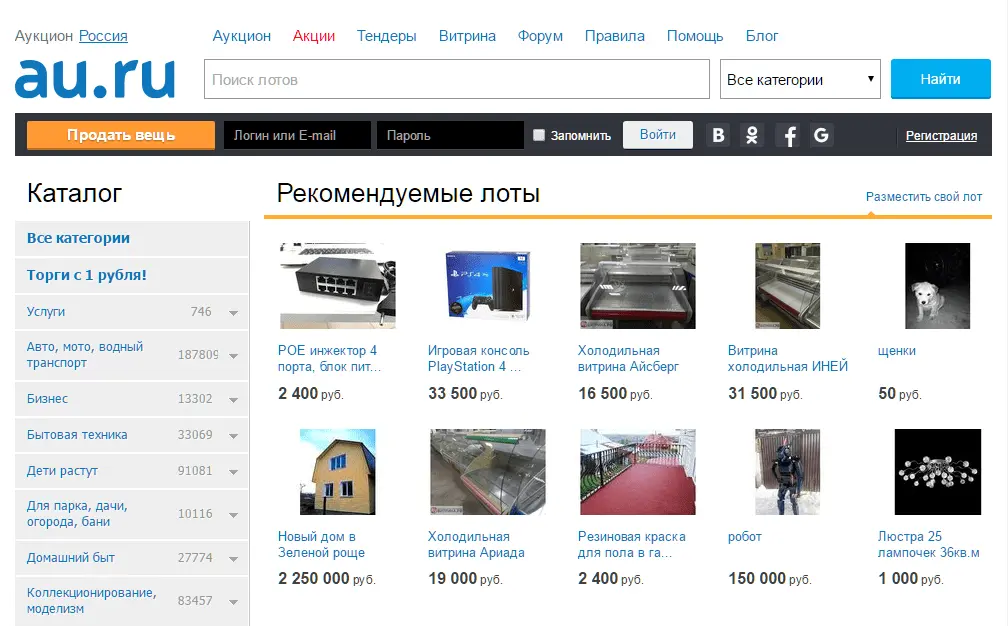 Аукцион Россия
Аукцион Акции Тендеры Витрина Форум Правила Помощь Блог
au.ru
Поиск лотов
Все категории
Найти
Продать вещь
Логин или E-mail
Пароль
Запомнить
Войти
Регистрация
Каталог
Все категории
Торги с 1 рубля!
Услуги 746
Авто, мото, водный
транспорт 187809
Бизнес 13302
Бытовая техника 33069
Дети растут 91081
Для парка, дачи,
огорода, бани 10116
Домашний быт 27774
Коллекционирование,
моделизм 83457
Рекомендуемые лоты
Разместить свой лот
POE инжектор 4
порта, блок пит...
2 400 руб.
Игровая консоль
PlayStation 4 ...
33 500 руб.
Холодильная
витрина Айсберг
16 500 руб.
Витрина
холодильная ИНЕЙ
31 500 руб.
щенки
50 руб.
Новый дом в
Зеленой роще
2 250 000 руб.
Холодильная
витрина Ариада
19 000 руб.
Резиновая краска
для пола в га...
2 400 руб.
робот
150 000 руб.
Люстра 25
лампочек 36кв.м
1 000 руб.